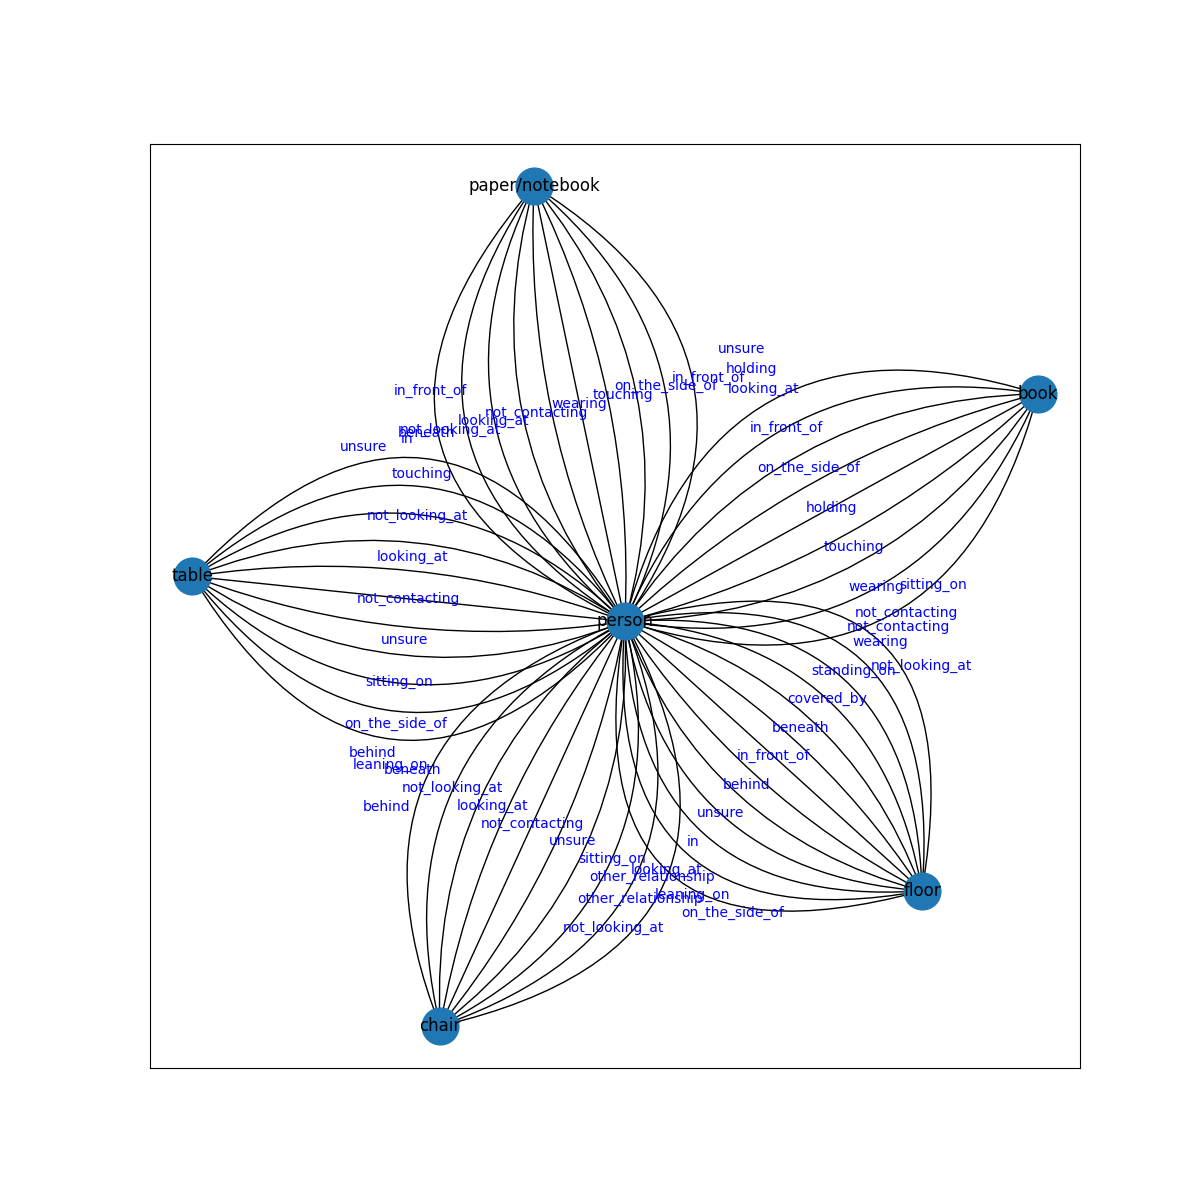 paper/notebook
unsure
holding
in_front_of
on_the_side_of
looking_at
in_front_of
touching
book
wearing
not_contacting
looking_at
in_front_of
not_looking_at
beneath
in
unsure
on_the_side_of
touching
holding
not_looking_at
touching
looking_at
table
wearing
sitting_on
not_contacting
not_contacting
person
not_contacting
unsure
wearing
not_looking_at
standing_on
sitting_on
covered_by
on_the_side_of
beneath
behind
in_front_of
leaning_on
beneath
behind
not_looking_at
behind
looking_at
unsure
not_contacting
unsure
in
sitting_on
looking_at
other_relationship
floor
leaning_on
other_relationship
on_the_side_of
not_looking_at
chair